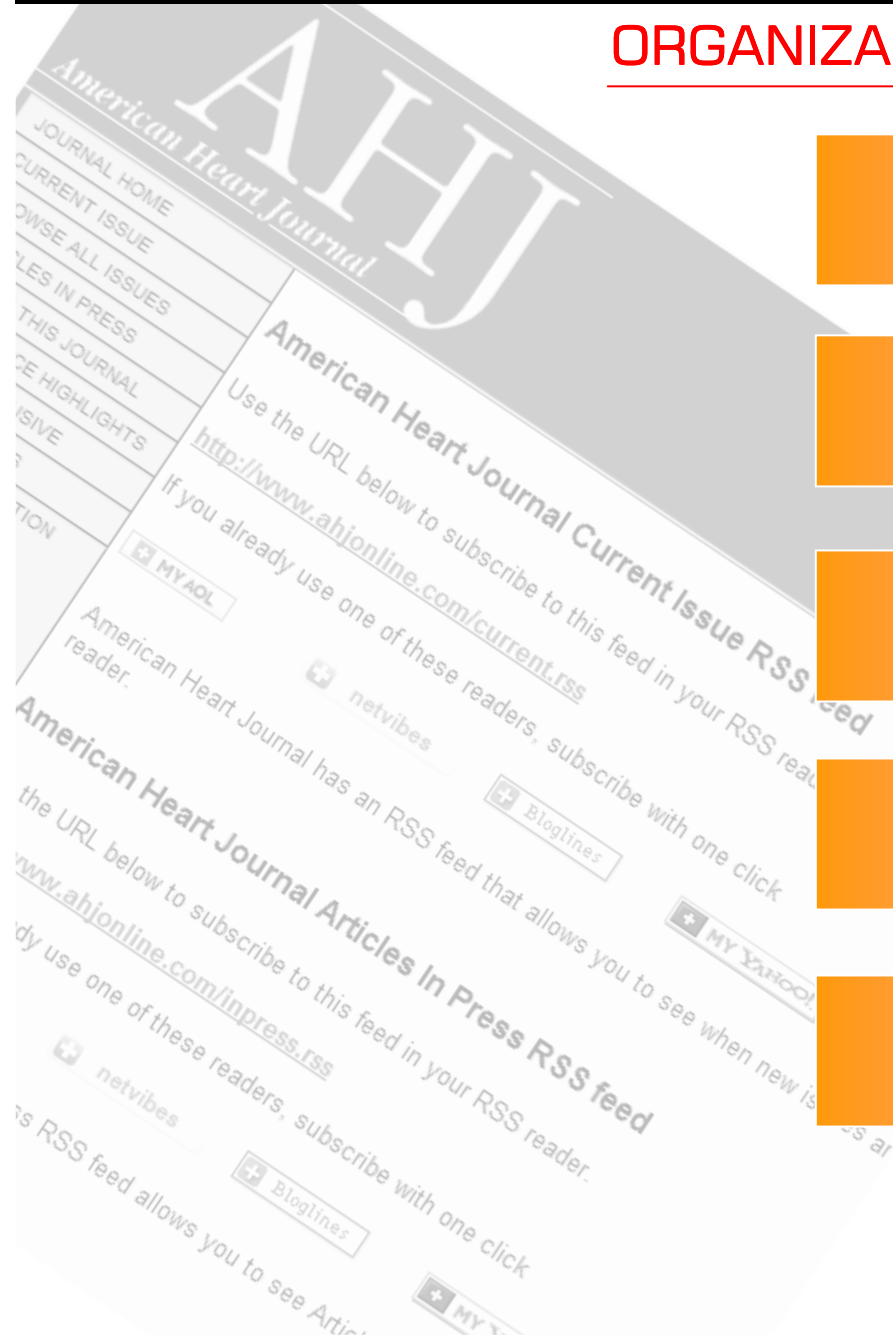 ORGANIZA
AHJ
American Heart Journal
JOURNAL HOME
CURRENT ISSUE
OWSE ALL ISSUES
LES IN PRESS
THIS JOURNAL
CE HIGHLIGHTS
ISIVE
S
TION
American Heart Journal Current Issue RSS feed
Use the URL below to subscribe to this feed in your RSS read
http://www.ahjonline.com/current.rss
If you already use one of these readers, subscribe with one click
MY AOL
netvibes
Bloglines
MY YAHOO!
American Heart Journal has an RSS feed that allows you to see when new is es ar
reader.
American Heart Journal Articles In Press RSS feed
the URL below to subscribe to this feed in your RSS reader.
www.ahjonline.com/inpress.rss
dy use one of these readers, subscribe with one click
netvibes
Bloglines
MY Y
ss RSS feed allows you to see Artic